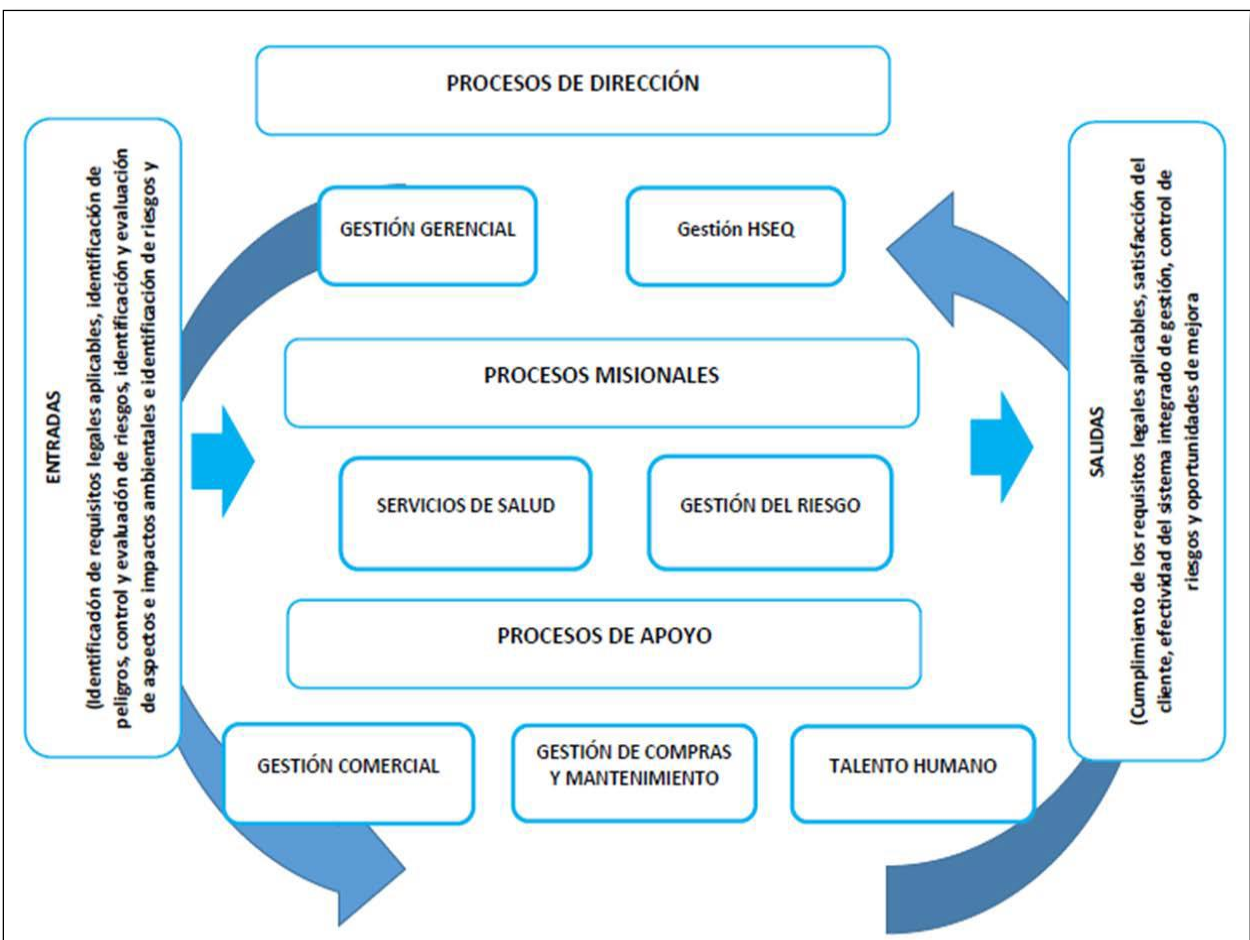 PROCESOS DE DIRECCIÓN
ENTRADAS
(Identificación de requisitos legales aplicables, identificación de
peligros, control y evaluación de riesgos, identificación y evaluación
de aspectos e impactos ambientales e identificación de riesgos y
GESTIÓN GERENCIAL
Gestión HSEQ
PROCESOS MISIONALES
SERVICIOS DE SALUD
GESTIÓN DEL RIESGO
PROCESOS DE APOYO
GESTIÓN COMERCIAL
GESTIÓN DE COMPRAS
Y MANTENIMIENTO
TALENTO HUMANO
SALIDAS
(Cumplimiento de los requisitos legales aplicables, satisfacción del
cliente, efectividad del sistema integrado de gestión, control de
riesgos y oportunidades de mejora